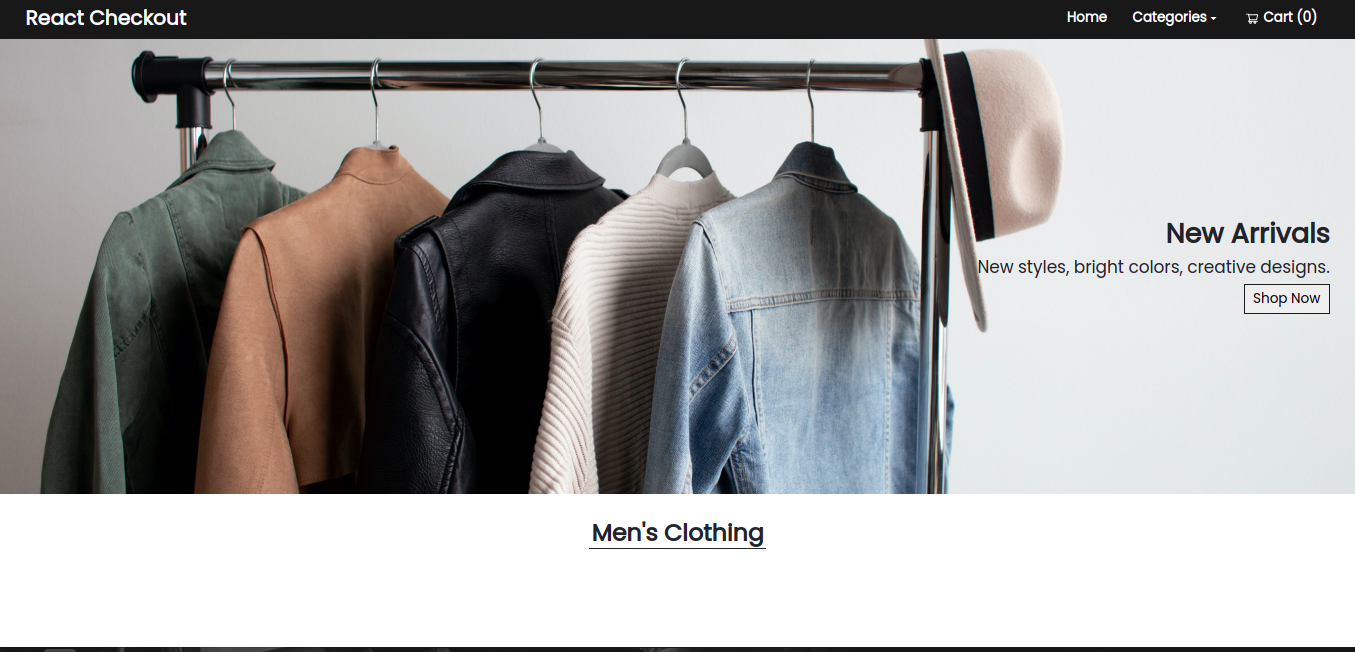 React Checkout
Home
Categories
Cart (0)
New Arrivals
New styles, bright colors, creative designs.
Shop Now
Men's Clothing